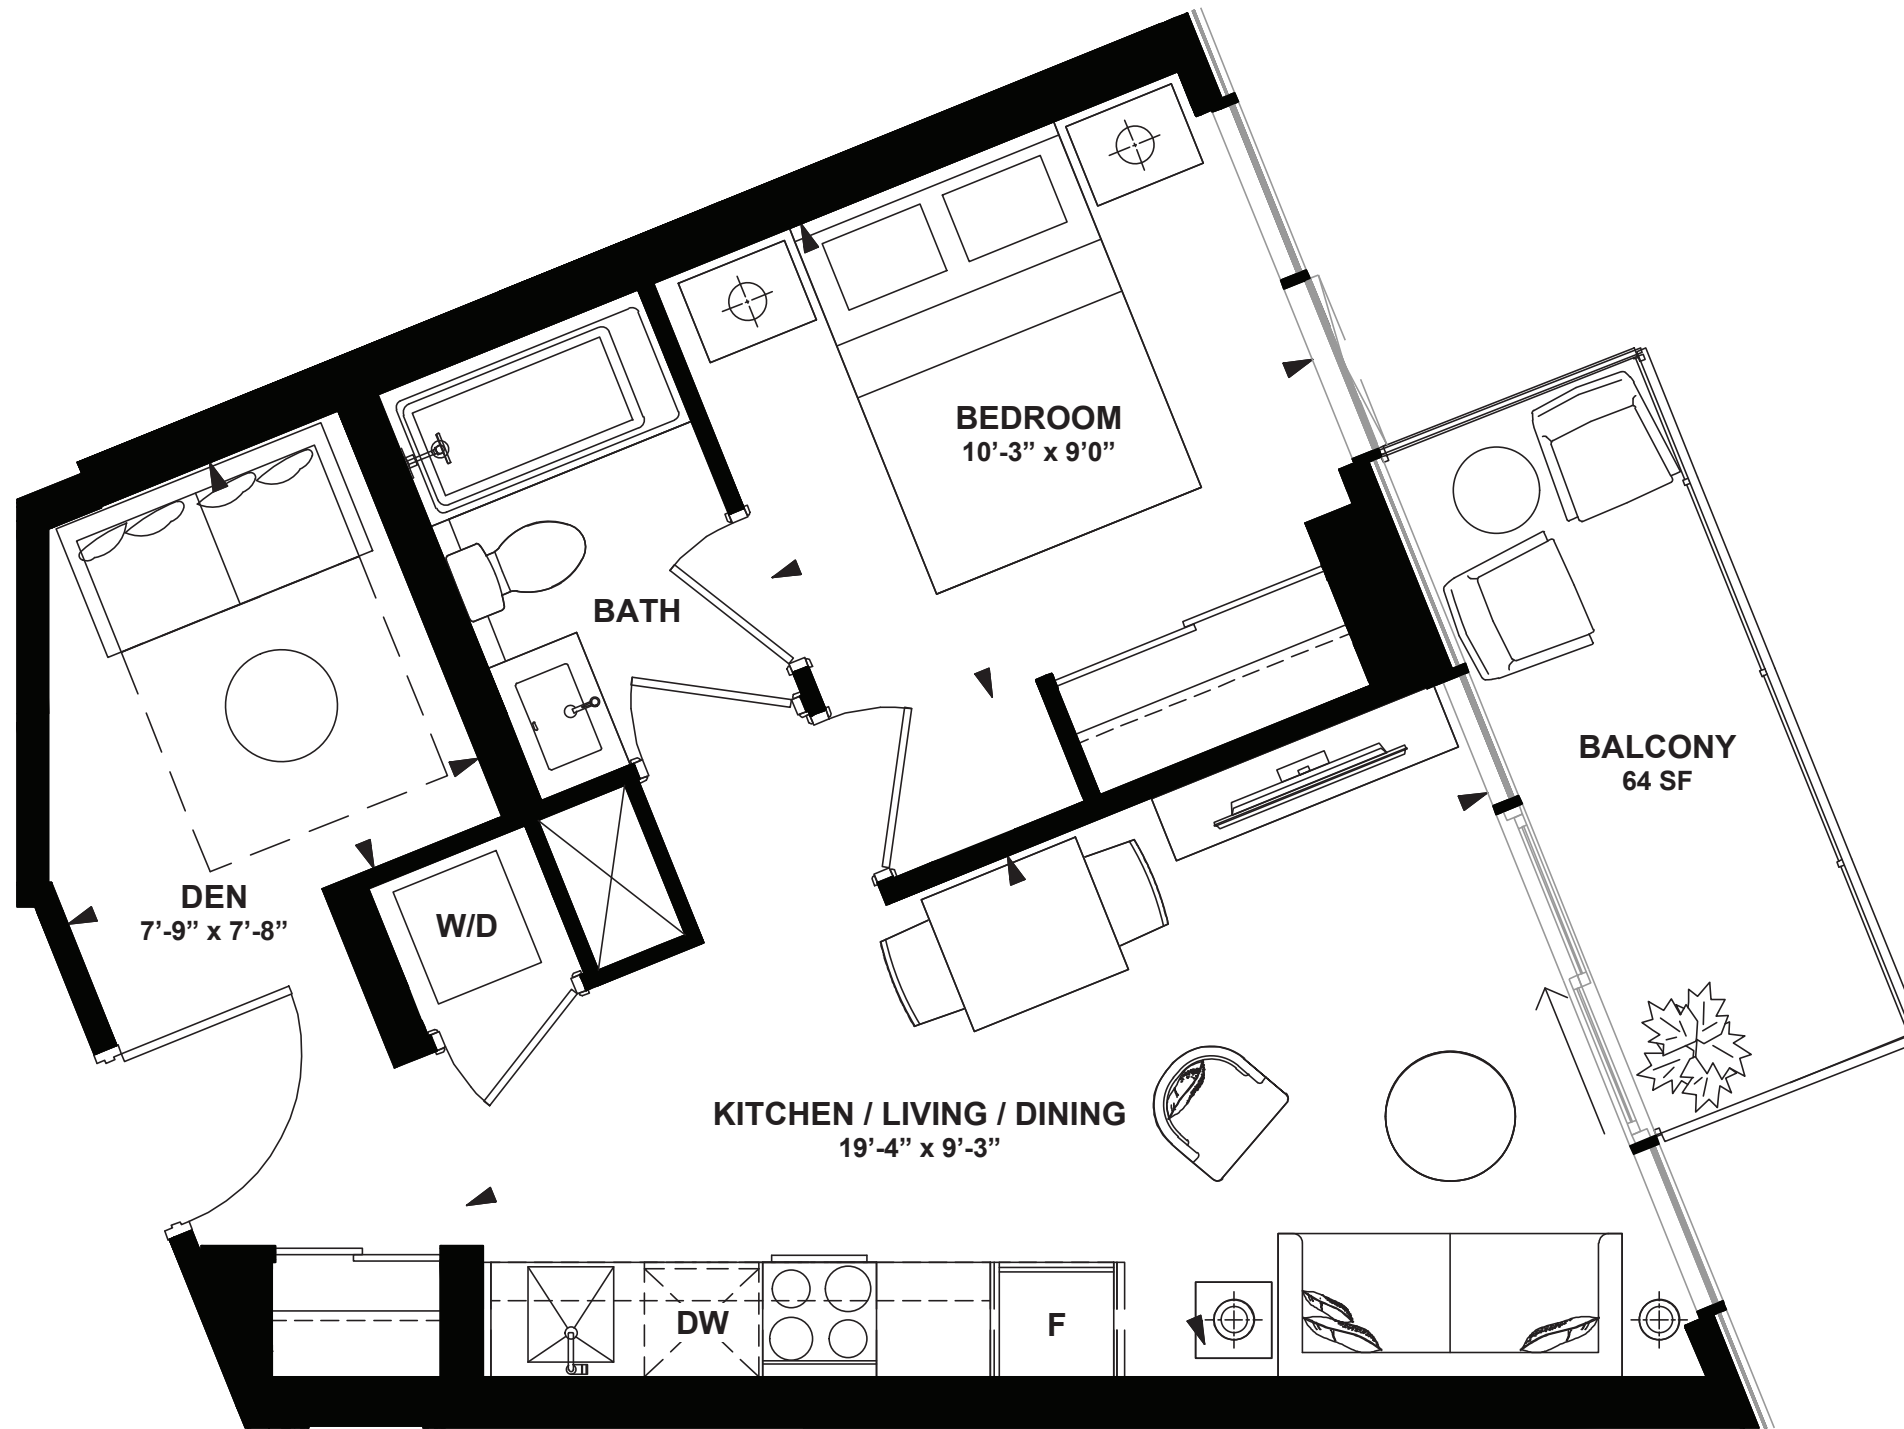 BEDROOM
10’-3” x 9’0”
BATH
BALCONY
64 SF
DEN
7’-9” x 7’-8”
W/D
KITCHEN / LIVING / DINING
19’-4” x 9’-3”
DW
F